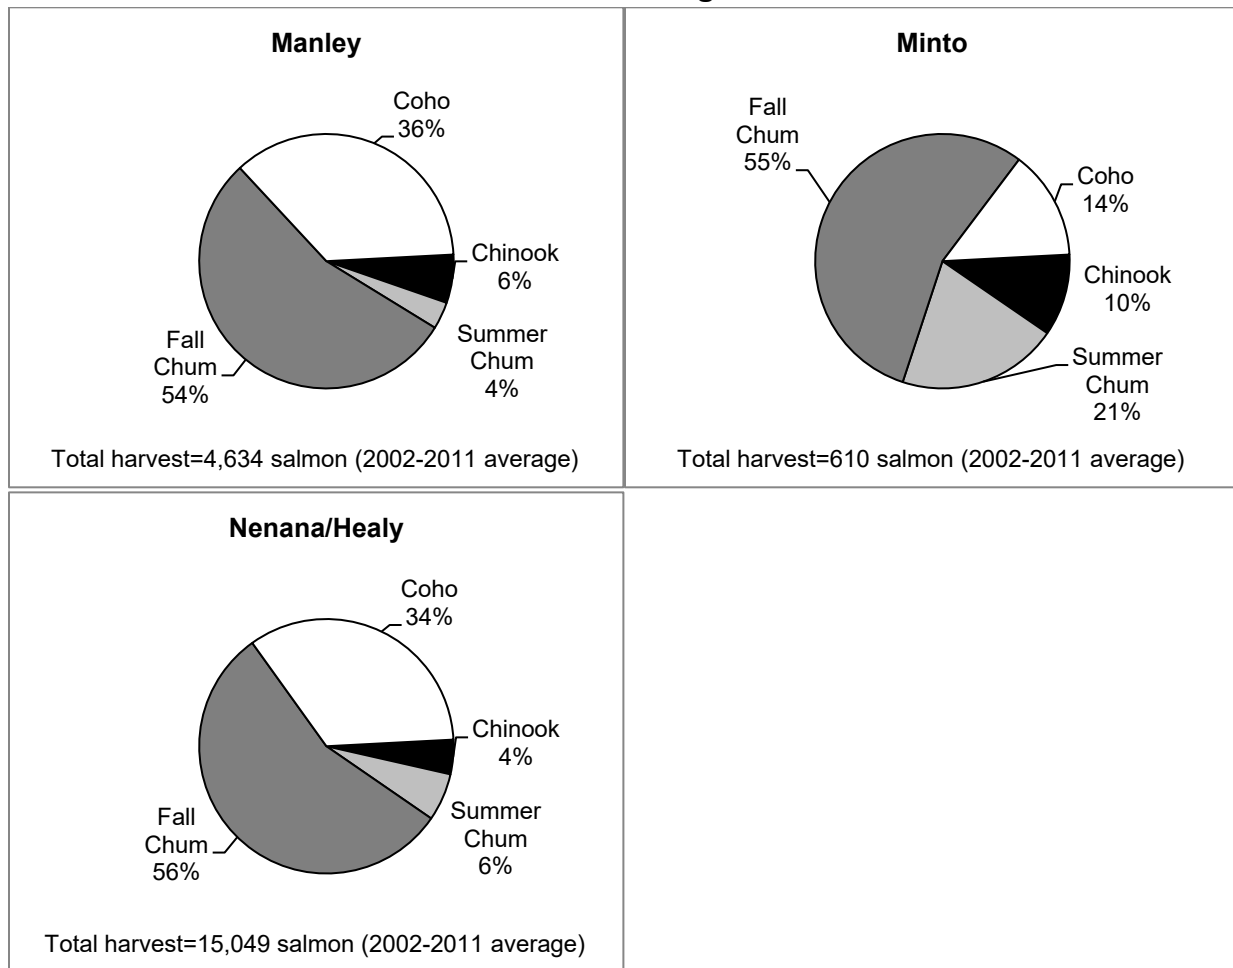 Manley
Coho
36%
Chinook
6%
Summer
Chum
4%
Fall
Chum
54%
Total harvest=4,634 salmon (2002-2011 average)
Minto
Fall
Chum
55%
Coho
14%
Chinook
10%
Summer
Chum
21%
Total harvest=610 salmon (2002-2011 average)
Nenana/Healy
Coho
34%
Chinook
4%
Summer
Chum
6%
Fall
Chum
56%
Total harvest=15,049 salmon (2002-2011 average)